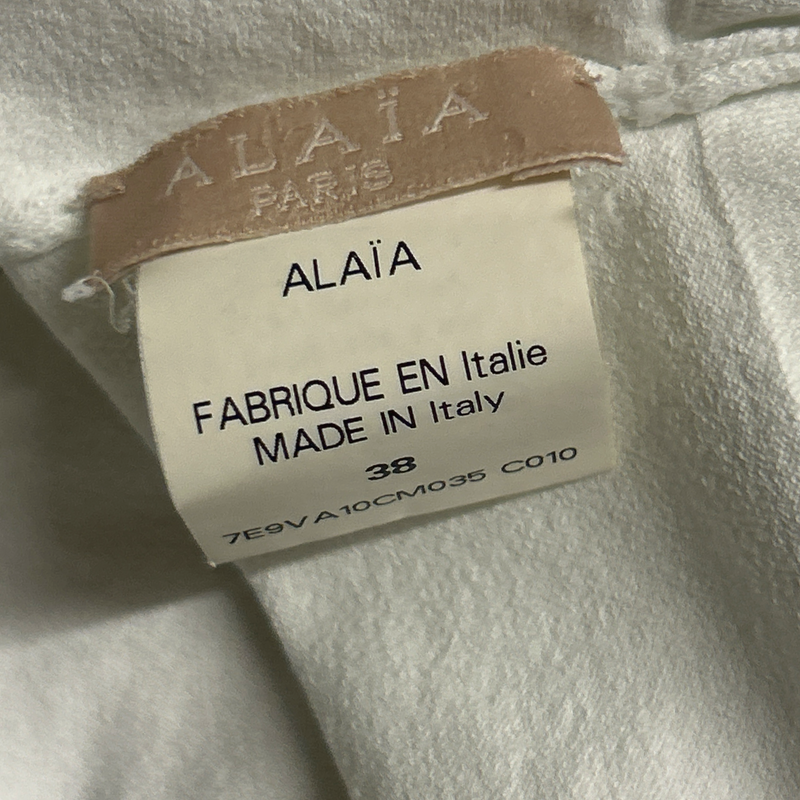 ALAÏA
PARIS
ALAÏA
FABRIQUE EN Italie
MADE IN Italy
38
7E9VA10CM035 C010